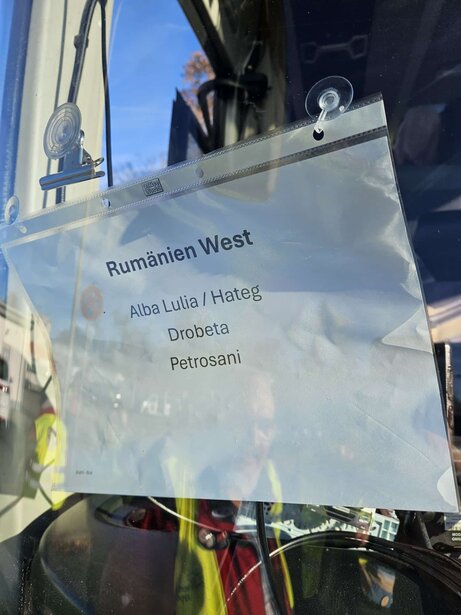 Rumänien West
Alba Lulia / Hateg
Drobeta
Petrosani